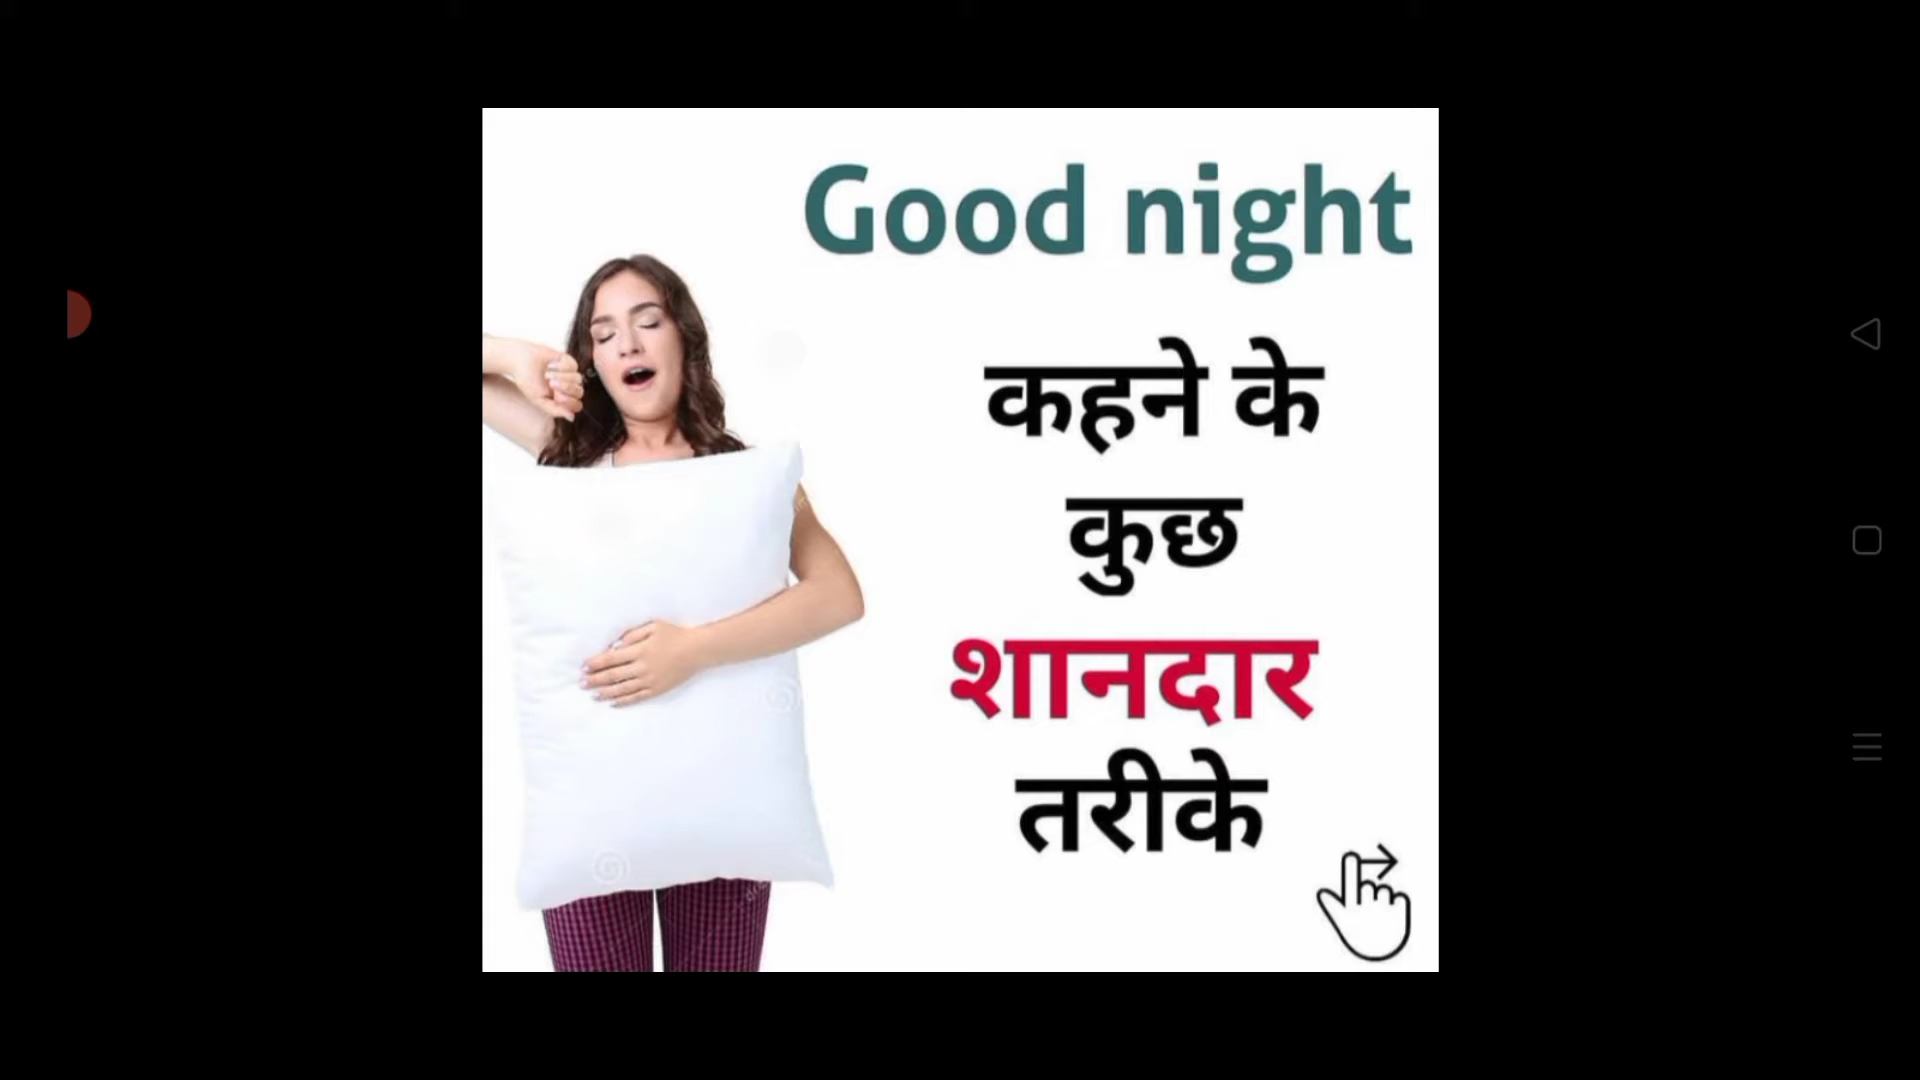 Good night
कहने के
कुछ
शानदार
तरीके